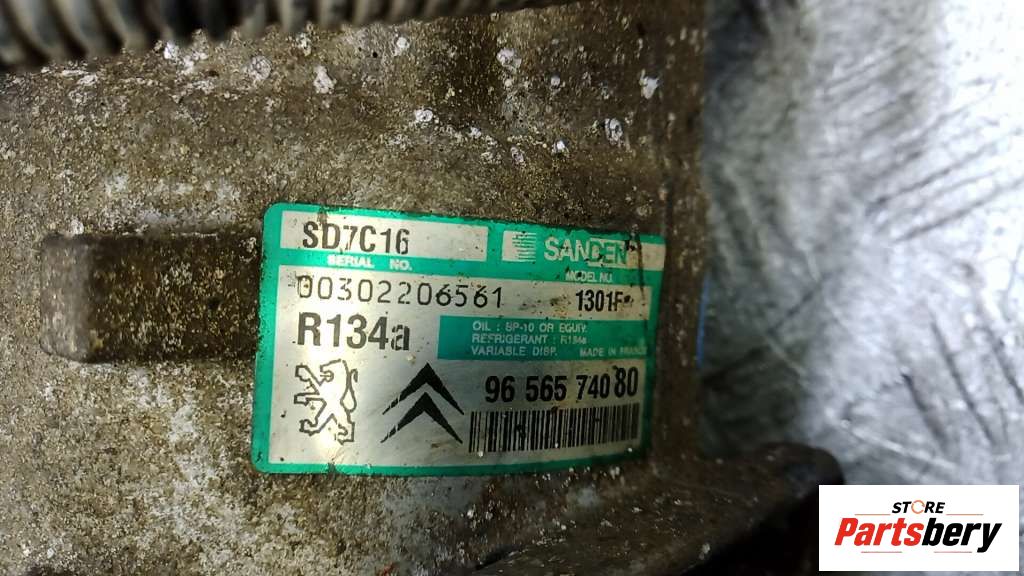 SD7C16 SANDEN
SERIAL NO. MODEL NO.
00302206561 1301F
R134a
OIL : SP-10 OR EQUIV.
REFRIGERANT : R134a
VARIABLE DISP. MADE IN FRANCE
96 565 740 80
STORE
Partsbery